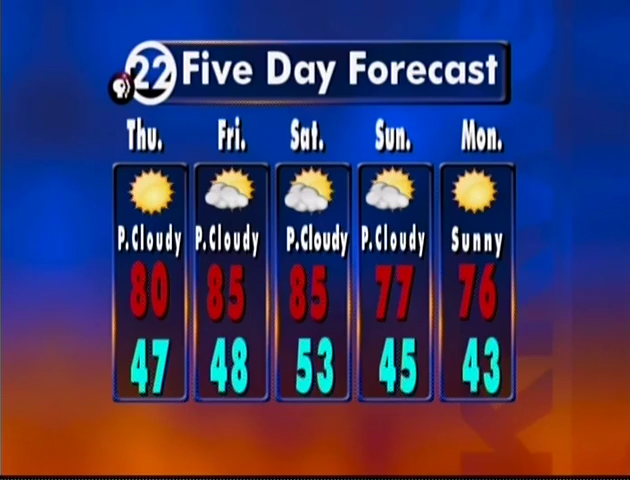 22 Five Day Forecast
Thu. Fri. Sat. Sun. Mon.
P.Cloudy P.Cloudy P.Cloudy P.Cloudy Sunny
80 85 85 77 76
47 48 53 45 43